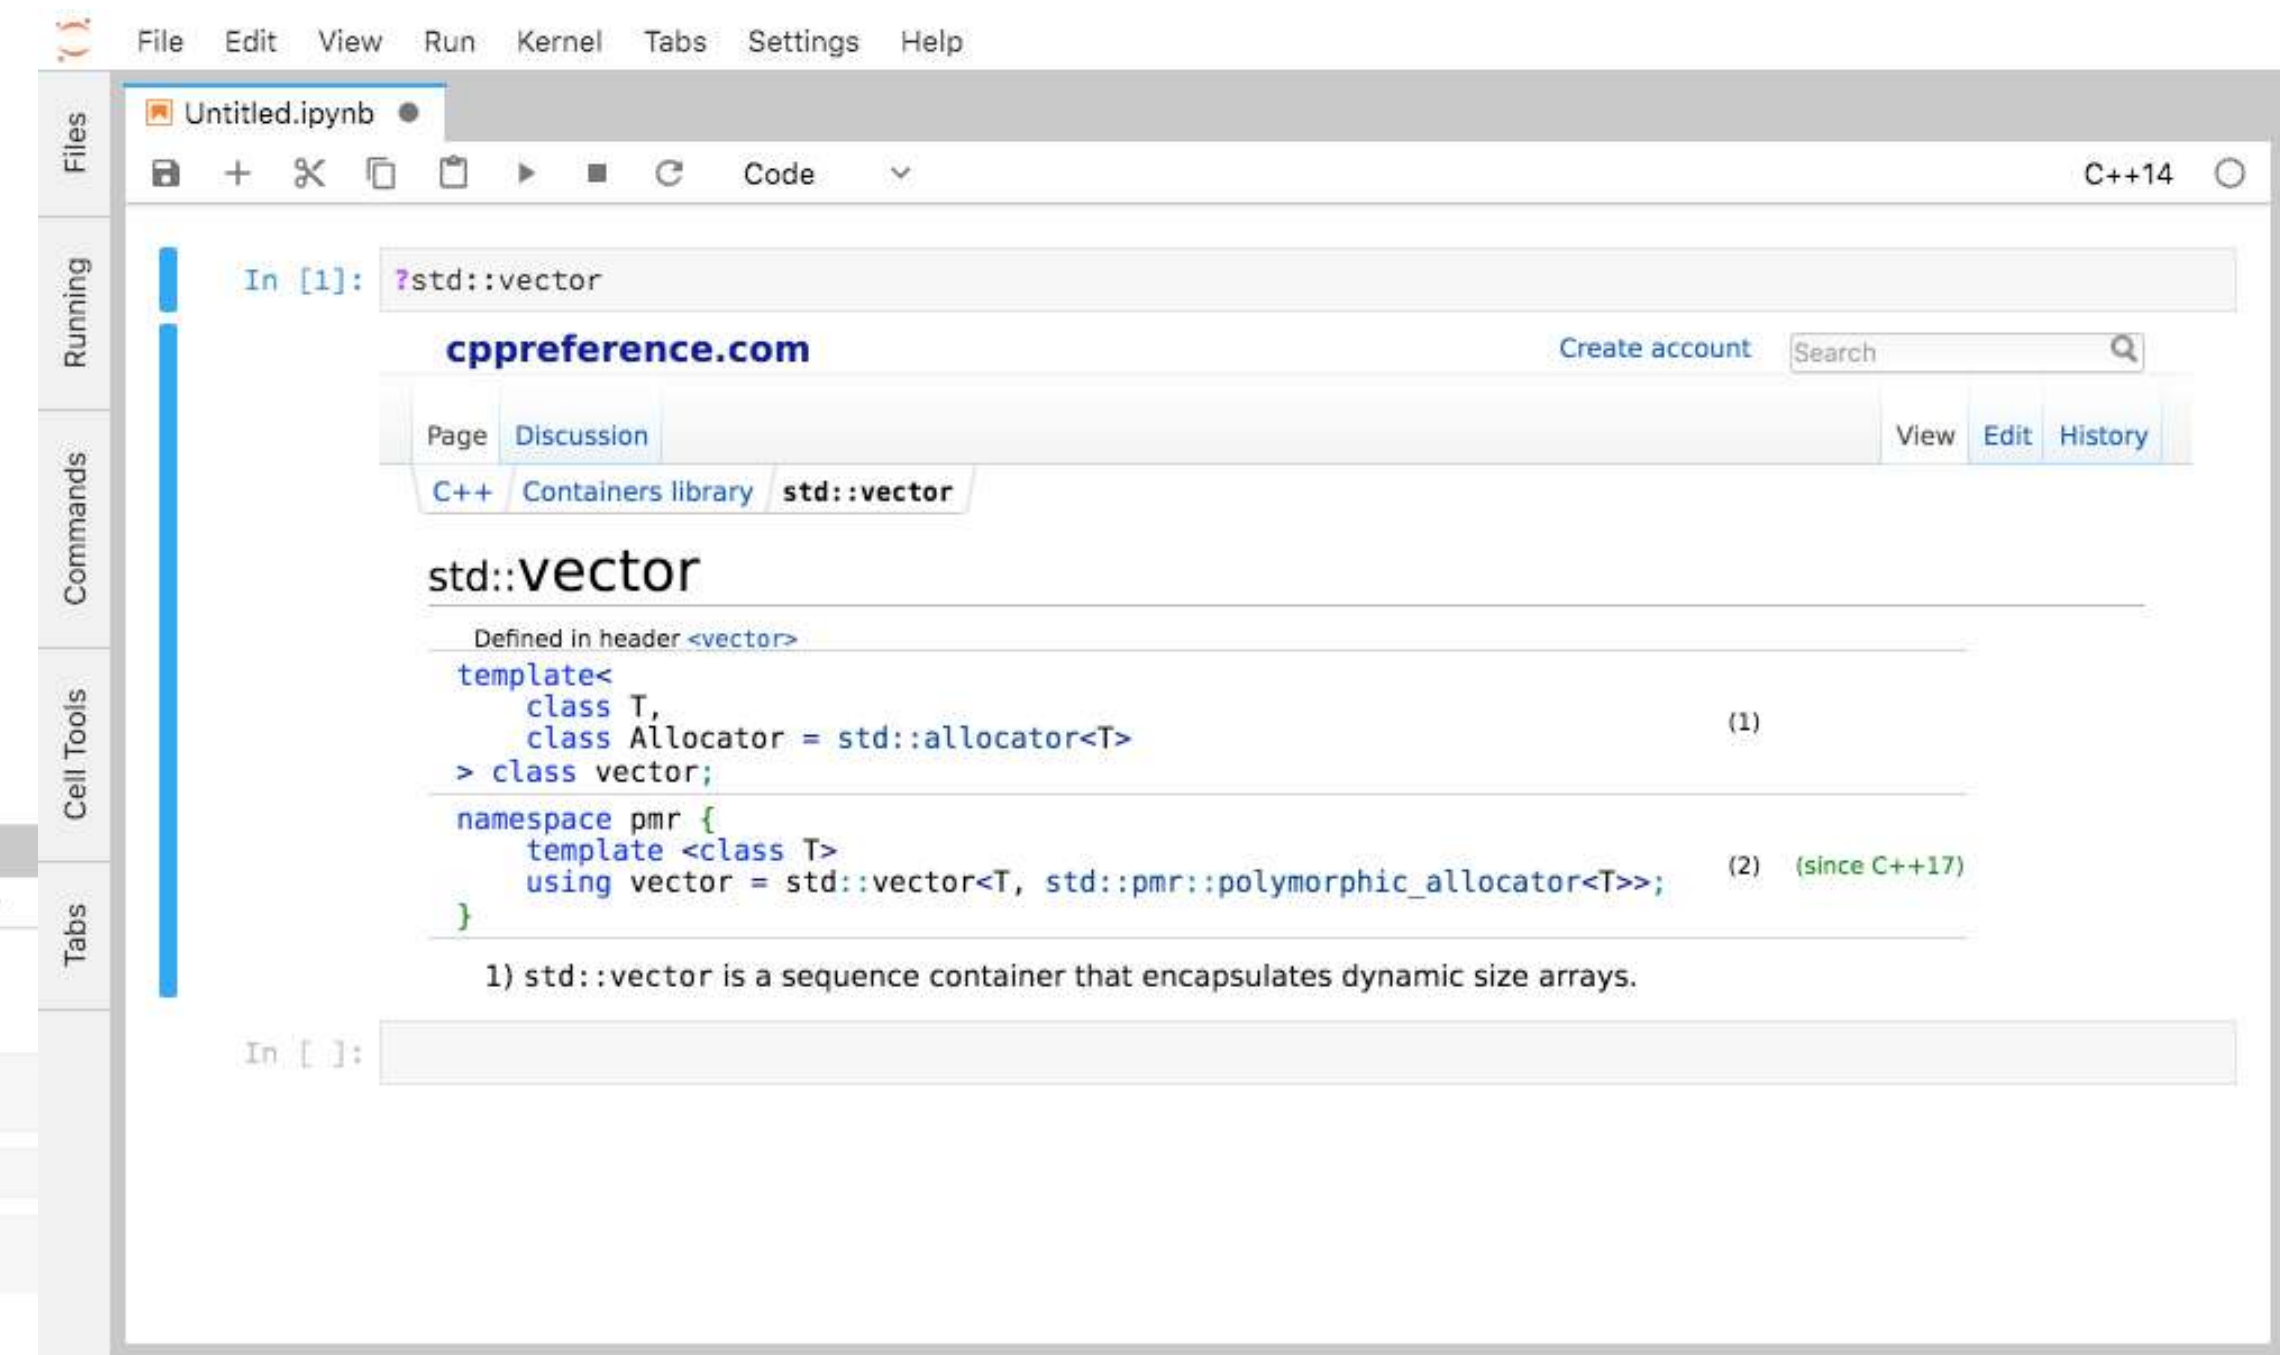 File Edit View Run Kernel Tabs Settings Help
Files
Running
Commands
Cell Tools
Tabs
Untitled.ipynb
Code
C++14
In [1]: ?std::vector
cppreference.com Create account Search
Page Discussion View Edit History
C++ Containers library std::vector
std::vector
Defined in header <vector>
template<
    class T,
    class Allocator = std::allocator<T>
> class vector;
(1)
namespace pmr {
    template <class T>
    using vector = std::vector<T, std::pmr::polymorphic_allocator<T>>;
}
(2) (since C++17)
1) std::vector is a sequence container that encapsulates dynamic size arrays.
In [ ]: